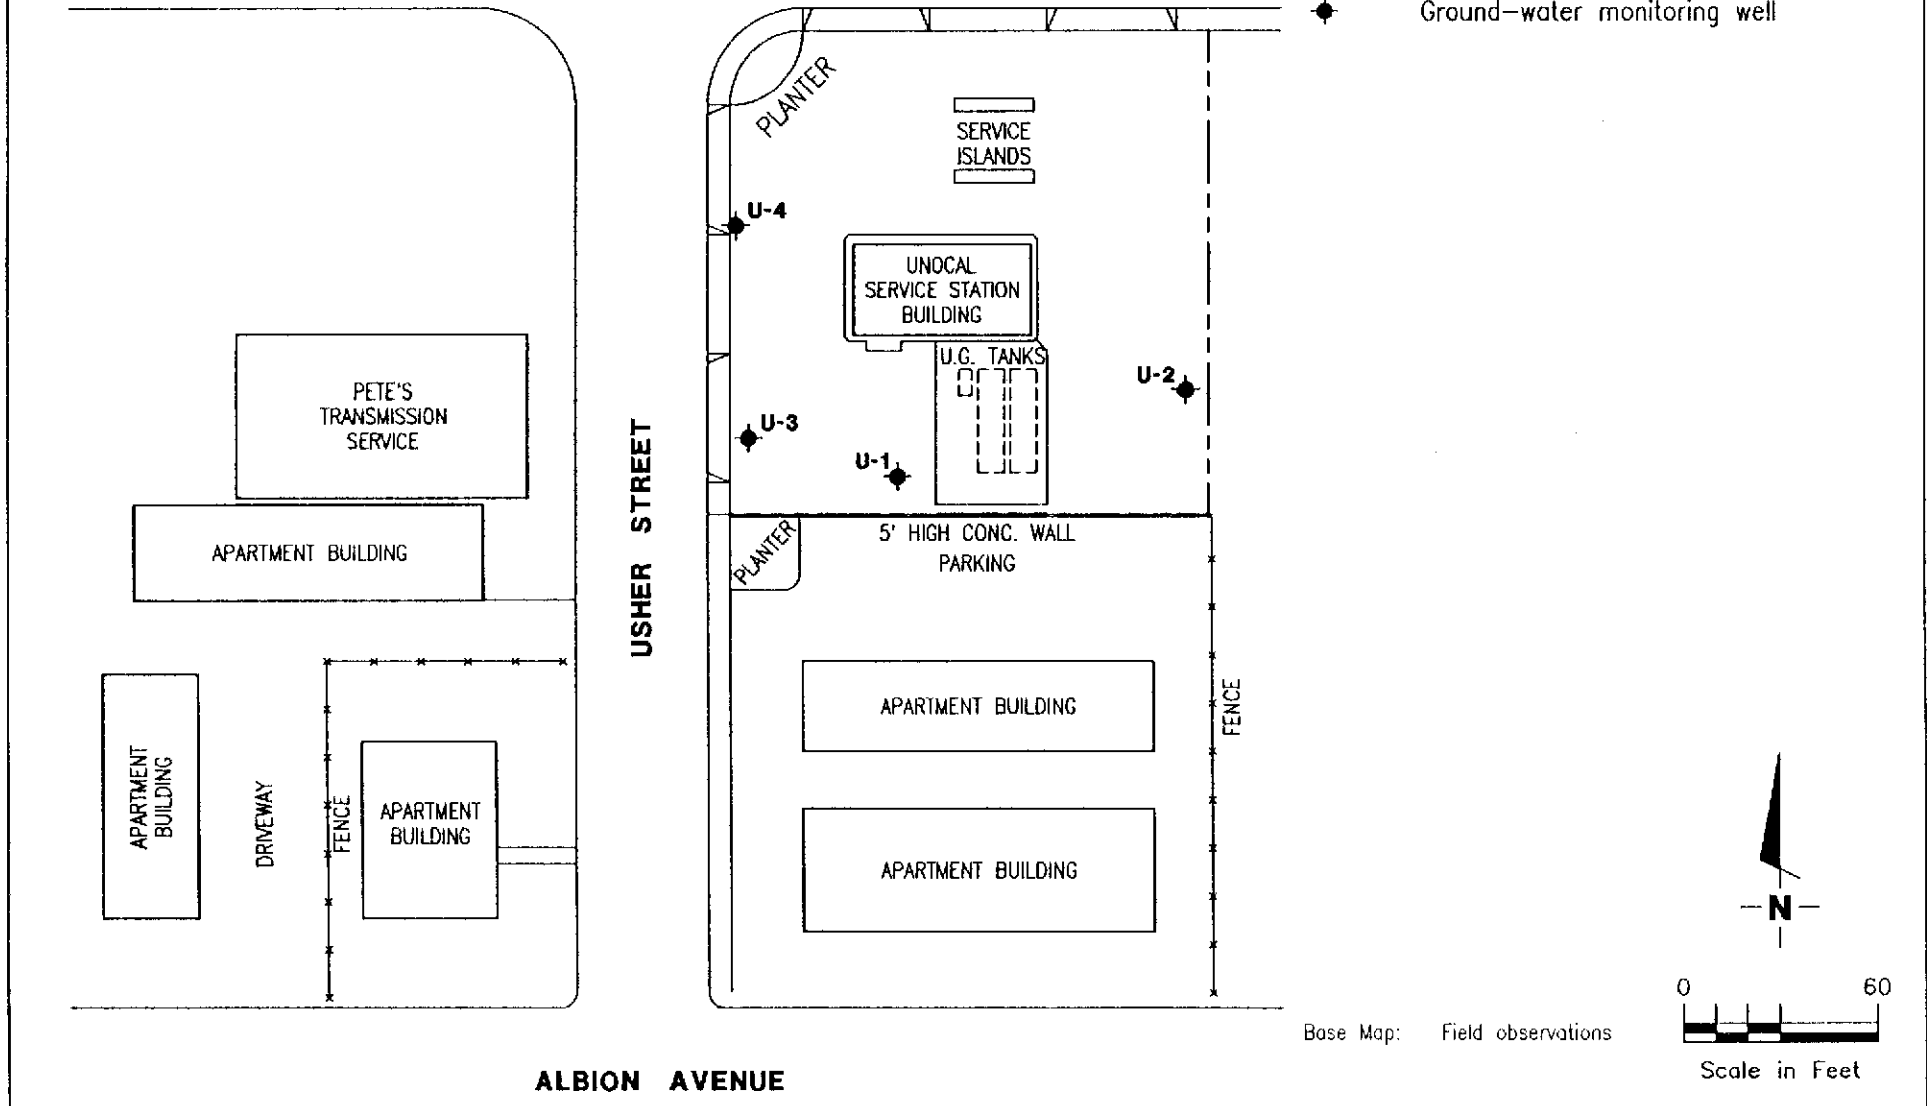 Ground-water monitoring well
PLANTER
SERVICE
ISLANDS
U-4
UNOCAL
SERVICE STATION
BUILDING
U.G. TANKS
U-2
PETE'S
TRANSMISSION
SERVICE
U-3
U-1
USHER STREET
APARTMENT BUILDING
5' HIGH CONC. WALL
PARKING
PLANTER
APARTMENT BUILDING
FENCE
APARTMENT
BUILDING
DRIVEWAY
FENCE
APARTMENT
BUILDING
APARTMENT BUILDING
N
0 60
Scale in Feet
Base Map: Field observations
ALBION AVENUE